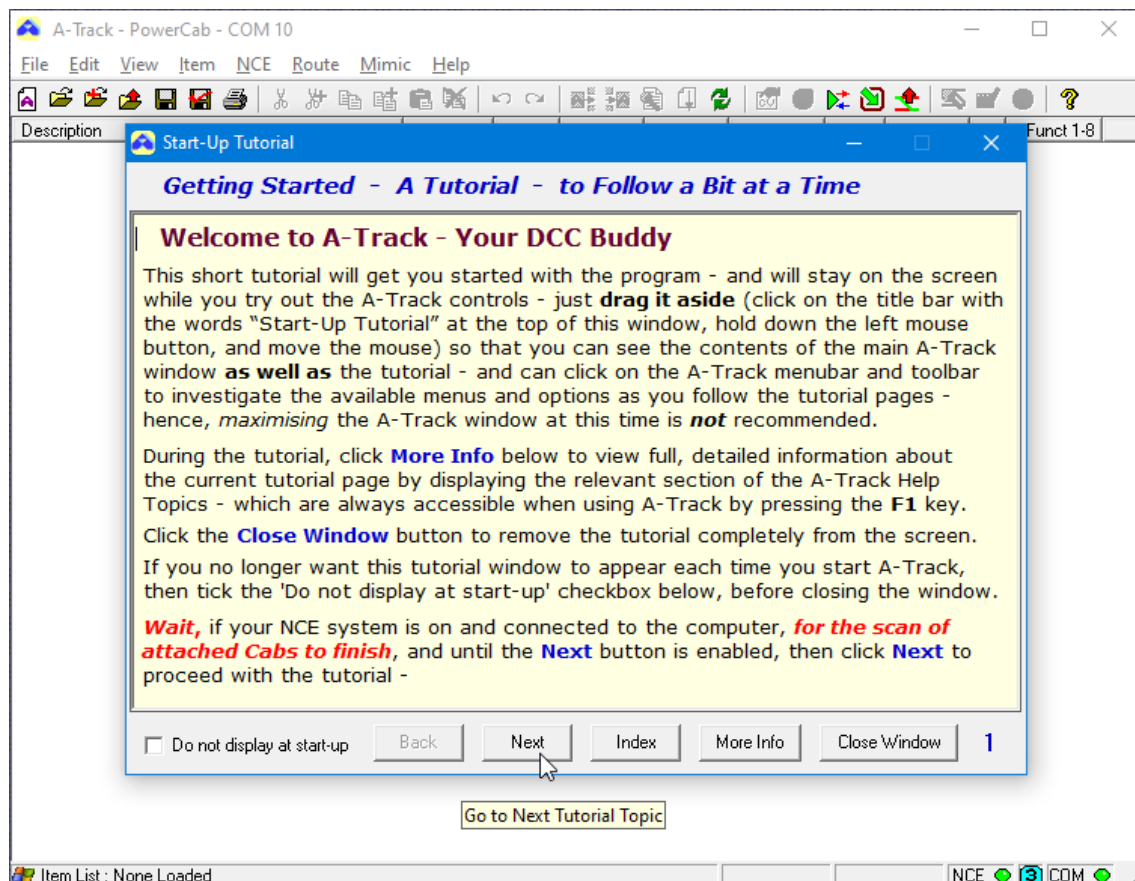 A-Track - PowerCab - COM 10
File Edit View Item NCE Route Mimic Help
Description
Funct 1-8
Start-Up Tutorial
Getting Started - A Tutorial - to Follow a Bit at a Time
Welcome to A-Track - Your DCC Buddy
This short tutorial will get you started with the program - and will stay on the screen
while you try out the A-Track controls - just drag it aside (click on the title bar with
the words “Start-Up Tutorial” at the top of this window, hold down the left mouse
button, and move the mouse) so that you can see the contents of the main A-Track
window as well as the tutorial - and can click on the A-Track menubar and toolbar
to investigate the available menus and options as you follow the tutorial pages -
hence, maximising the A-Track window at this time is not recommended.
During the tutorial, click More Info below to view full, detailed information about
the current tutorial page by displaying the relevant section of the A-Track Help
Topics - which are always accessible when using A-Track by pressing the F1 key.
Click the Close Window button to remove the tutorial completely from the screen.
If you no longer want this tutorial window to appear each time you start A-Track,
then tick the 'Do not display at start-up' checkbox below, before closing the window.
Wait, if your NCE system is on and connected to the computer, for the scan of
attached Cabs to finish, and until the Next button is enabled, then click Next to
proceed with the tutorial -
Do not display at start-up Back Next Index More Info Close Window 1
Go to Next Tutorial Topic
Item List : None Loaded NCE 3 COM